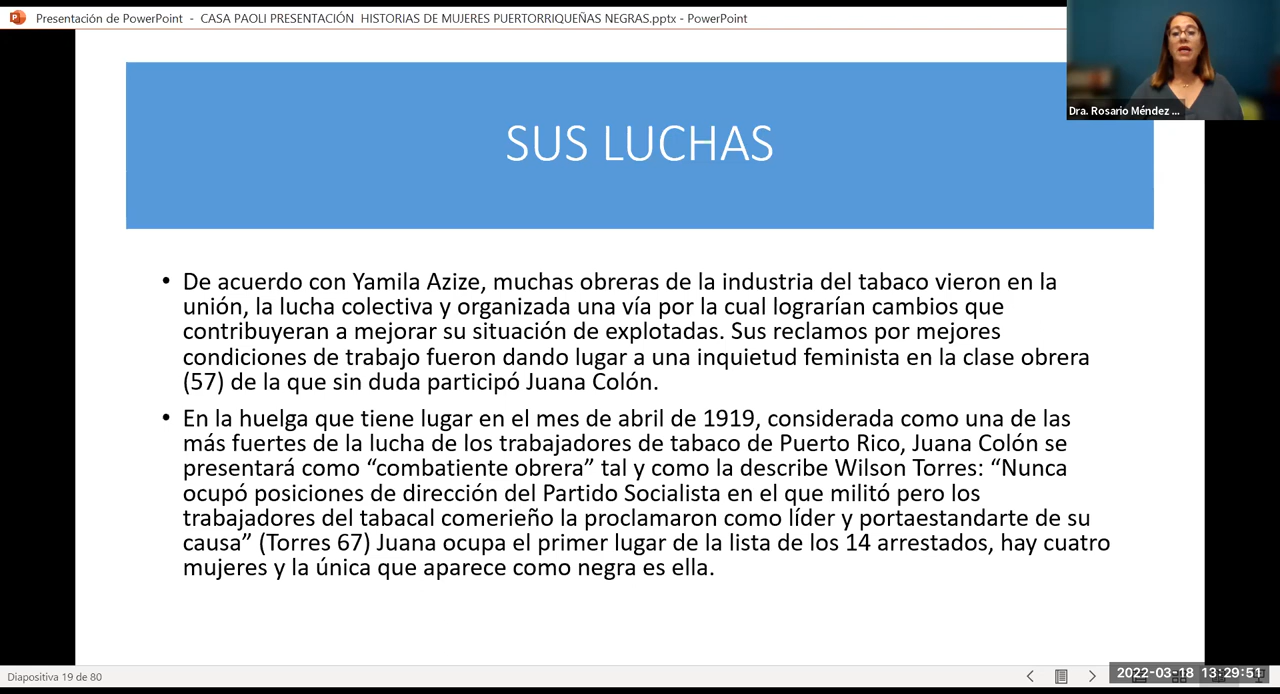 Presentación de PowerPoint - CASA PAOLI PRESENTACIÓN HISTORIAS DE MUJERES PUERTORRIQUEÑAS NEGRAS.pptx - PowerPoint
Dra. Rosario Méndez ...
SUS LUCHAS
• De acuerdo con Yamila Azize, muchas obreras de la industria del tabaco vieron en la
unión, la lucha colectiva y organizada una vía por la cual lograrían cambios que
contribuyeran a mejorar su situación de explotadas. Sus reclamos por mejores
condiciones de trabajo fueron dando lugar a una inquietud feminista en la clase obrera
(57) de la que sin duda participó Juana Colón.
• En la huelga que tiene lugar en el mes de abril de 1919, considerada como una de las
más fuertes de la lucha de los trabajadores de tabaco de Puerto Rico, Juana Colón se
presentará como “combatiente obrera” tal y como la describe Wilson Torres: “Nunca
ocupó posiciones de dirección del Partido Socialista en el que militó pero los
trabajadores del tabacal comerieño la proclamaron como líder y portaestandarte de su
causa” (Torres 67) Juana ocupa el primer lugar de la lista de los 14 arrestados, hay cuatro
mujeres y la única que aparece como negra es ella.
Diapositiva 19 de 80
2022-03-18 13:29:51